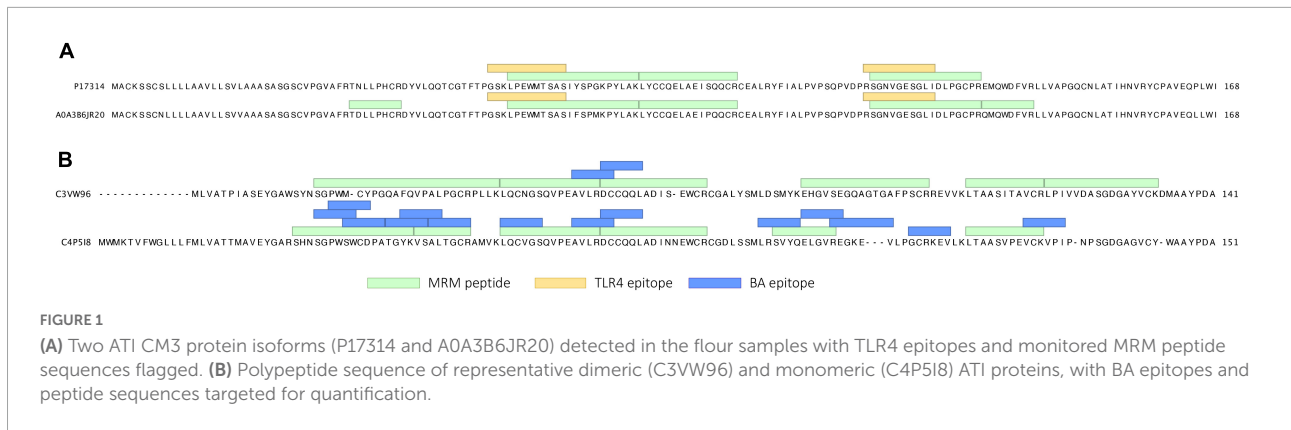 A
P17314 MACKSSCSLLLLAAVLLSVLAAASASGSCVPGVAFRTNLLPHCRDYVLQQTCGTFTPGSKLPEWMTSASIYSPGKPYLAKLYCCQELAEISQQCRCEALRYFIALPVPSQPVDPRSGNVGESGLIDLPGCPREMQWDFVRLLVAPGQCNLATIHNVRYCPAVEQPLWI 168
A0A3B6JR20 MACKSSCNLLLLAAVLLSVLAAASASGSCVPGVAFRTDLLPHCRDYVLQQTCGTFTPGSKLPEWMTSASIFSPMKPYLAKLYCCQELAEIPQQCRCEALRYFIALPVPSQPVDPRSGNVGESGLIDLPGCPRQMQWDFVRLLVAPGQCNLATIHNVRYCPAVEQLLWI 168
B
C3VW96 -------------MLVATPIASEYGAWSYNSGPWM-CYPGQAFQVPALPGCRPLLKLQCNGSQVPEAVLRDCCQQLADIS-EWCRCGALYSMLDSMYKEHGVSEGQAGTGAFPSCRREVVKLTAASITAVCRLPIVVDASGDGAYVCKDMAAYPDA 141
C4P5I8 MWMKTVFWGLLLFMLVATTMAVEYGARSHNSGPWSWCDPATGYKVSALTGCRAMVKLQCVGSQVPEAVLRDCCQQLADINNEWCRCGDLSSMLRSVYQELGVREGKE---VLPGCRKEVLKLTAASVPEVCKVPIP-NPSGDGAGVCY-WAAYPDA 151
MRM peptide TLR4 epitope BA epitope
FIGURE 1
(A) Two ATI CM3 protein isoforms (P17314 and A0A3B6JR20) detected in the flour samples with TLR4 epitopes and monitored MRM peptide
sequences flagged. (B) Polypeptide sequence of representative dimeric (C3VW96) and monomeric (C4P5I8) ATI proteins, with BA epitopes and
peptide sequences targeted for quantification.